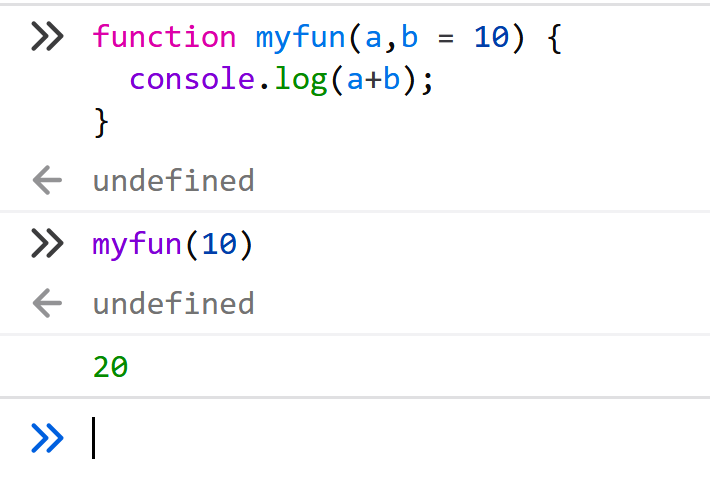 function myfun(a,b = 10) {
  console.log(a+b);
}
undefined
myfun(10)
undefined
20